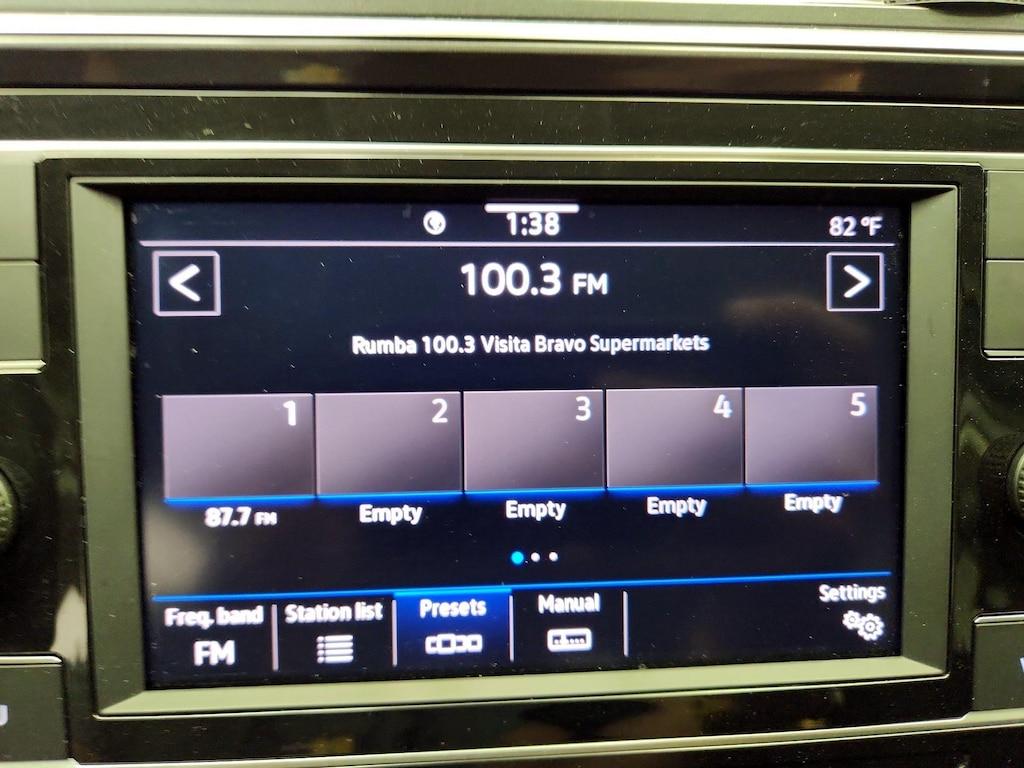 1:38
82 °F
<
100.3 FM
>
Rumba 100.3 Visita Bravo Supermarkets
1 2 3 4 5
87.7 FM Empty Empty Empty Empty
Freq. band Station list Presets Manual Settings
FM